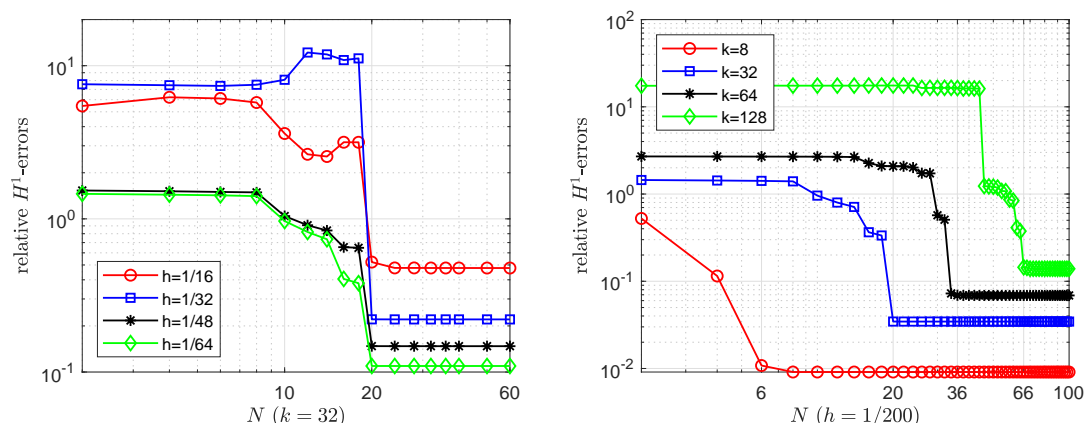 10^1
10^0
10^-1
relative H^1-errors
h=1/16
h=1/32
h=1/48
h=1/64
10
20
60
N (k = 32)
10^2
10^1
10^0
10^-1
10^-2
relative H^1-errors
k=8
k=32
k=64
k=128
6
20
36
66
100
N (h = 1/200)